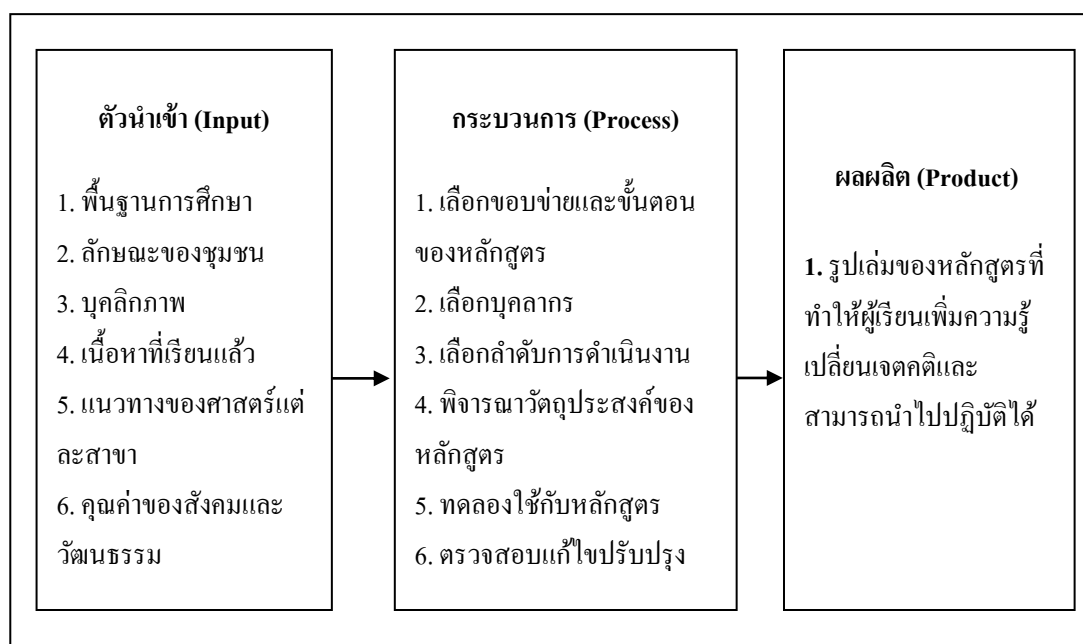 ตัวนำเข้า (Input)
1. พื้นฐานการศึกษา
2. ลักษณะของชุมชน
3. บุคลิกภาพ
4. เนื้อหาที่เรียนแล้ว
5. แนวทางของศาสตร์แต่
ละสาขา
6. คุณค่าของสังคมและ
วัฒนธรรม
กระบวนการ (Process)
1. เลือกขอบข่ายและขั้นตอน
ของหลักสูตร
2. เลือกบุคลากร
3. เลือกลำดับการดำเนินงาน
4. พิจารณาวัตถุประสงค์ของ
หลักสูตร
5. ทดลองใช้กับหลักสูตร
6. ตรวจสอบแก้ไขปรับปรุง
ผลผลิต (Product)
1. รูปเล่มของหลักสูตรที่
ทำให้ผู้เรียนเพิ่มความรู้
เปลี่ยนเจตคติและ
สามารถนำไปปฏิบัติได้